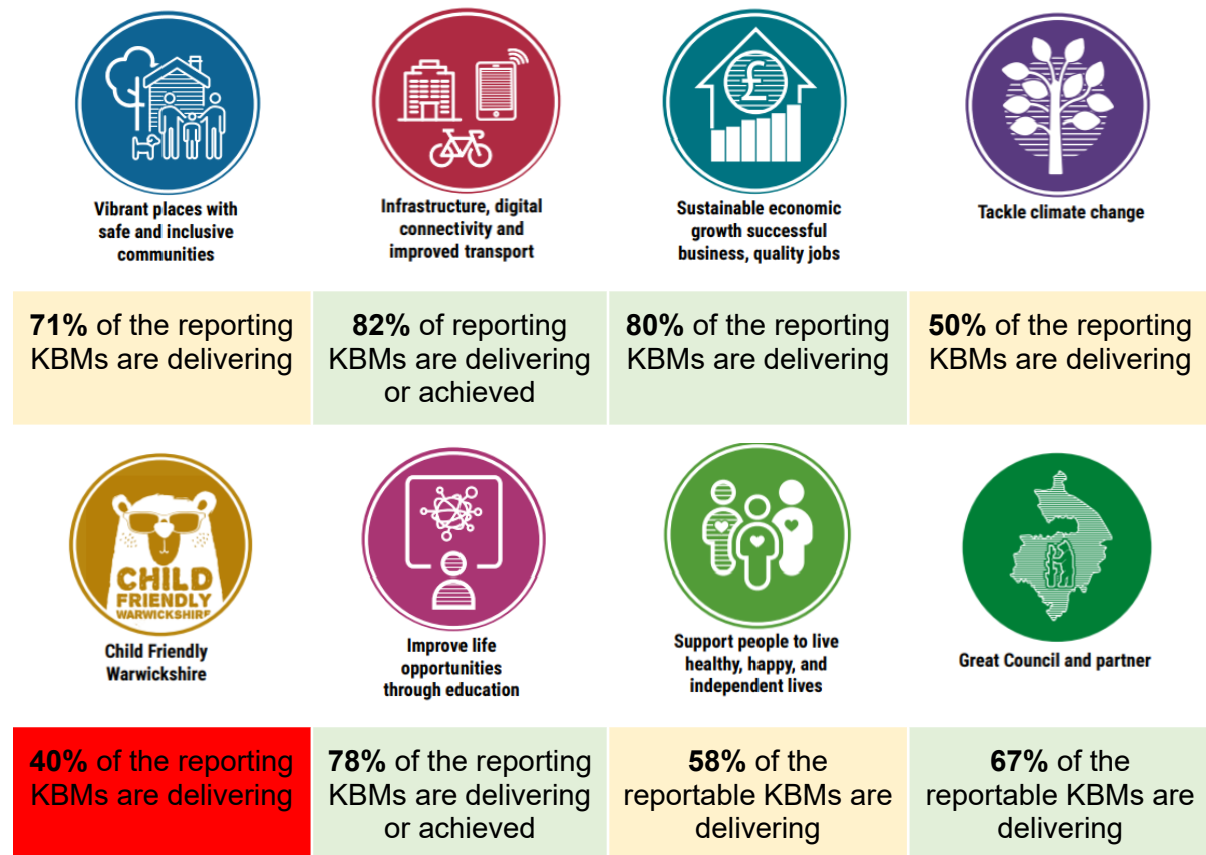 Vibrant places with
safe and inclusive
communities
Infrastructure, digital
connectivity and
improved transport
£
Sustainable economic
growth successful
business, quality jobs
Tackle climate change
71% of the reporting
KBMs are delivering
82% of reporting
KBMs are delivering
or achieved
80% of the reporting
KBMs are delivering
50% of the reporting
KBMs are delivering
CHILD
FRIENDLY
WARWICKSHIRE
Child Friendly
Warwickshire
Improve life
opportunities
through education
Support people to live
healthy, happy, and
independent lives
Great Council and partner
40% of the reporting
KBMs are delivering
78% of the reporting
KBMs are delivering
or achieved
58% of the
reportable KBMs are
delivering
67% of the
reportable KBMs are
delivering